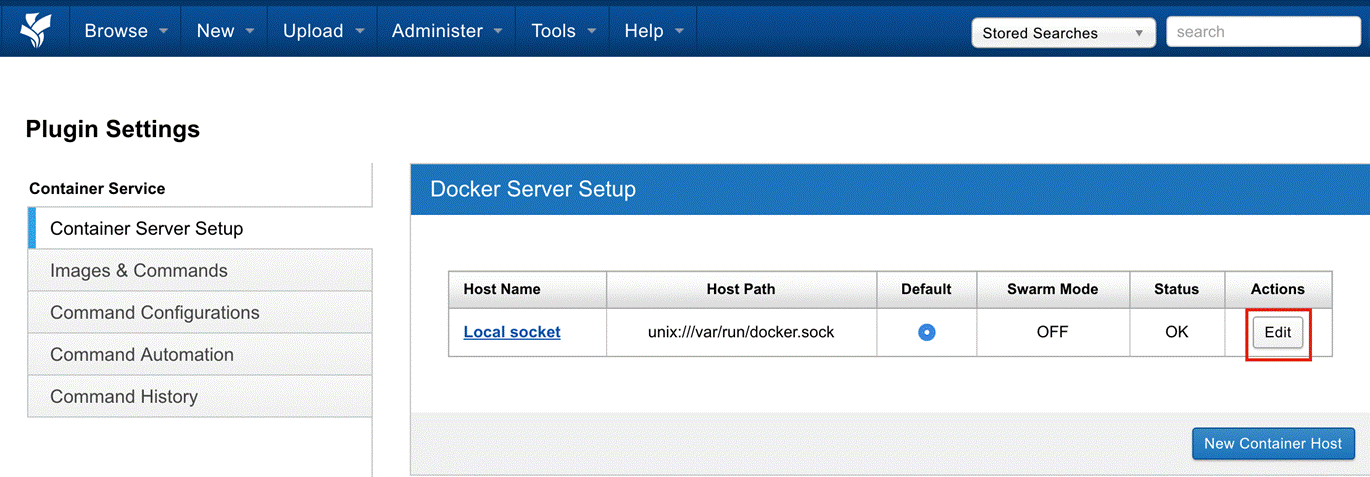 Browse New Upload Administer Tools Help Stored Searches search
Plugin Settings
Container Service
Container Server Setup
Images & Commands
Command Configurations
Command Automation
Command History
Docker Server Setup
Host Name Host Path Default Swarm Mode Status Actions
Local socket unix:///var/run/docker.sock OFF OK Edit
New Container Host